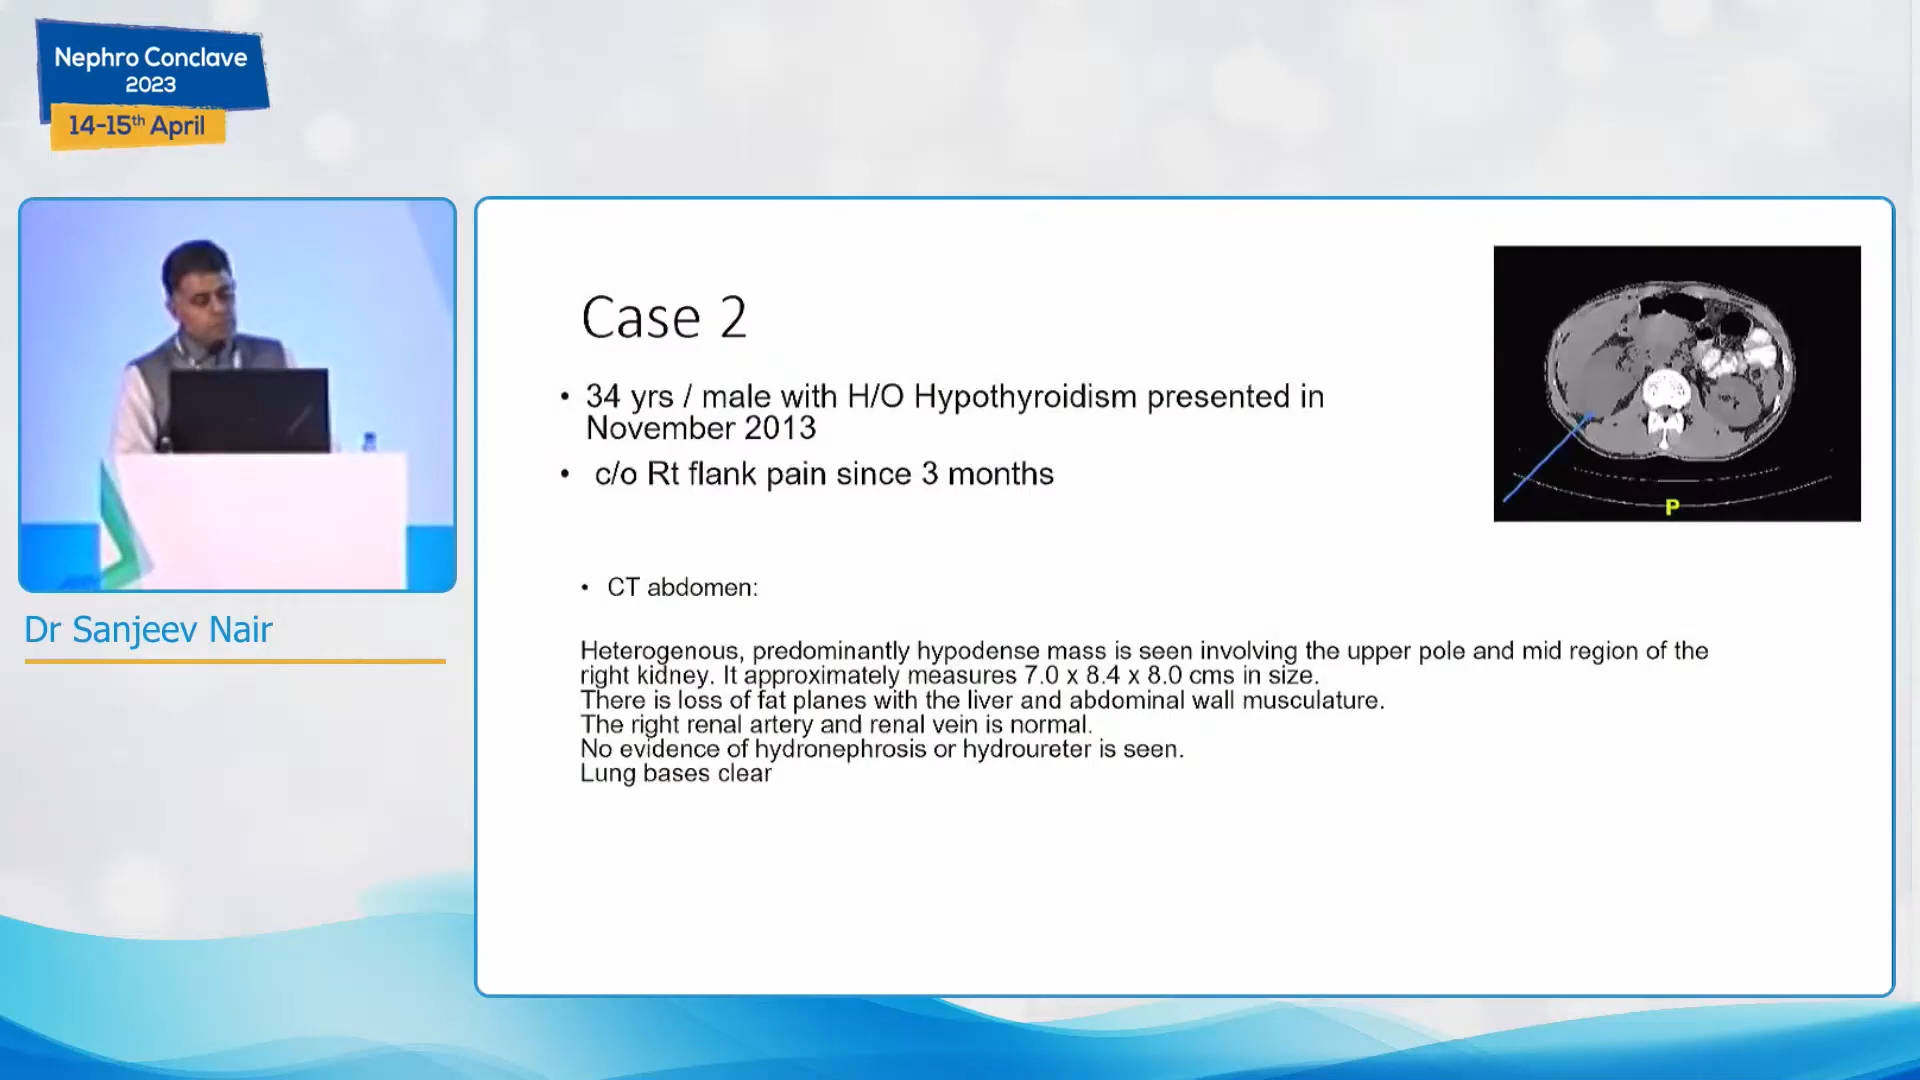 Nephro Conclave
2023
14-15th April
Dr Sanjeev Nair
Case 2
• 34 yrs / male with H/O Hypothyroidism presented in
November 2013
• c/o Rt flank pain since 3 months
P
• CT abdomen:
Heterogenous, predominantly hypodense mass is seen involving the upper pole and mid region of the
right kidney. It approximately measures 7.0 x 8.4 x 8.0 cms in size.
There is loss of fat planes with the liver and abdominal wall musculature.
The right renal artery and renal vein is normal.
No evidence of hydronephrosis or hydroureter is seen.
Lung bases clear